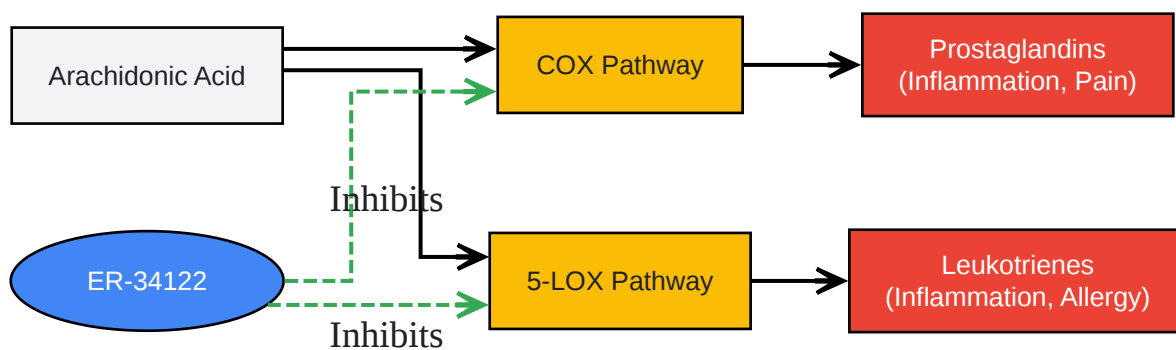 Arachidonic Acid
COX Pathway
Prostaglandins
(Inflammation, Pain)
Inhibits
ER-34122
5-LOX Pathway
Leukotrienes
(Inflammation, Allergy)
Inhibits